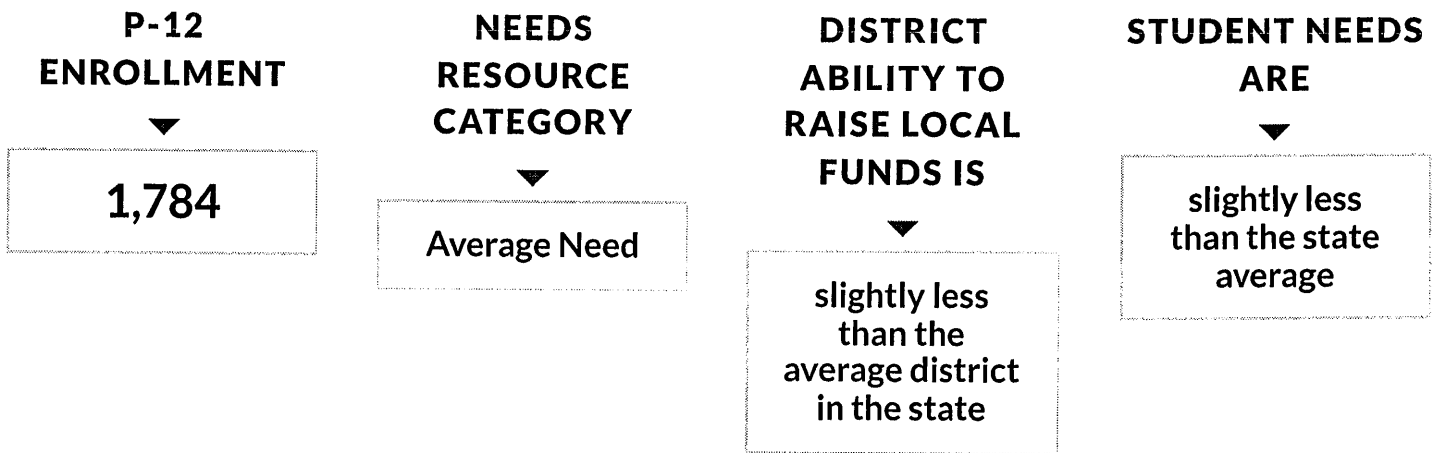 P-12
ENROLLMENT
1,784
NEEDS
RESOURCE
CATEGORY
Average Need
DISTRICT
ABILITY TO
RAISE LOCAL
FUNDS IS
slightly less
than the
average district
in the state
STUDENT NEEDS
ARE
slightly less
than the state
average